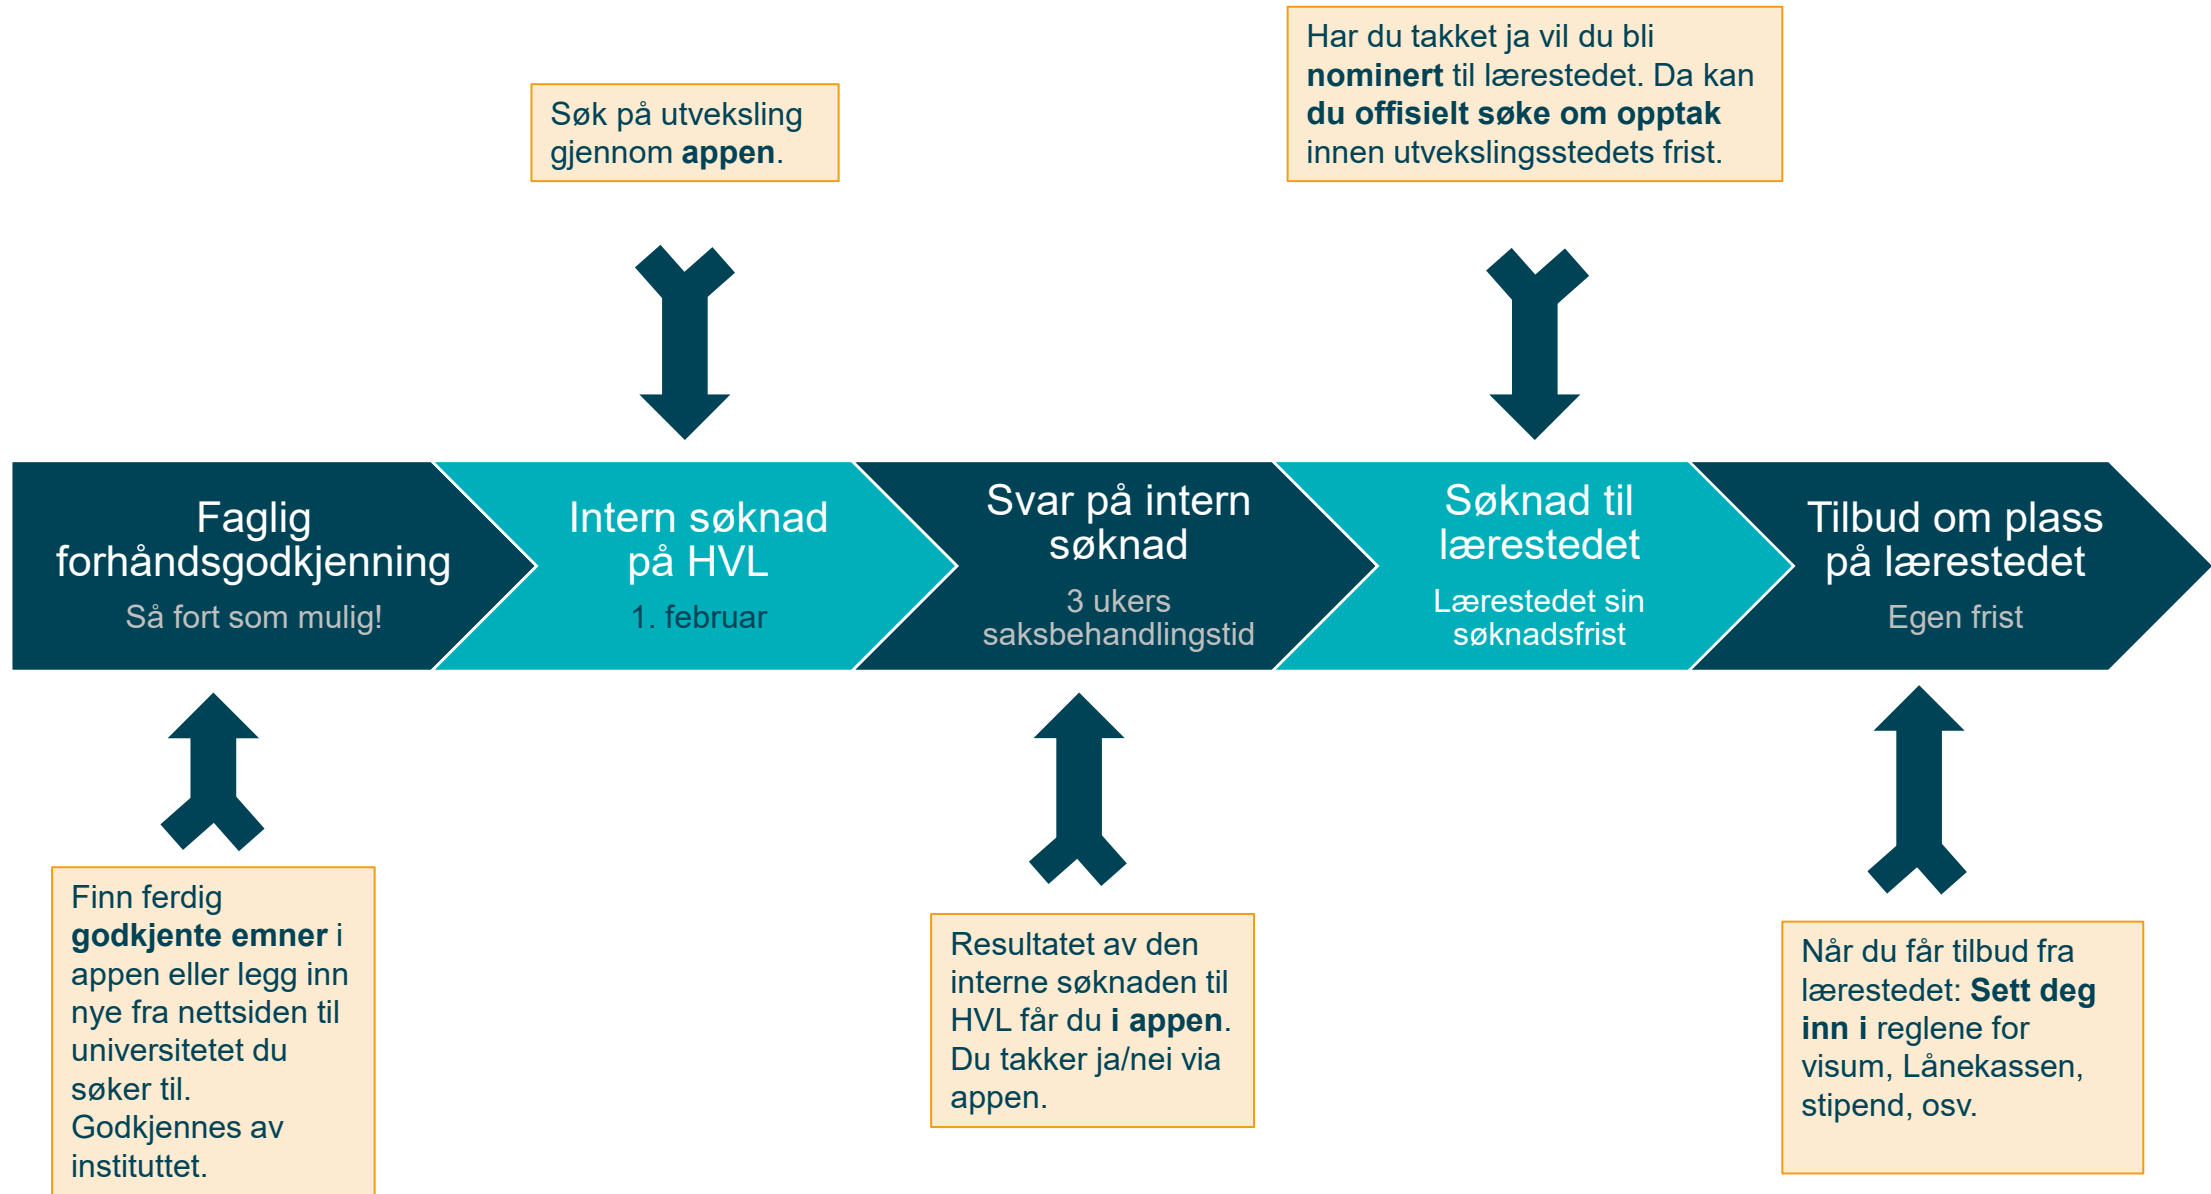 Søk på utveksling
gjennom appen.
Har du takket ja vil du bli
nominert til lærestedet. Da kan
du offisielt søke om opptak
innen utvekslingsstedets frist.
Faglig
forhåndsgodkjenning
Så fort som mulig!
Intern søknad
på HVL
1. februar
Svar på intern
søknad
3 ukers
saksbehandlingstid
Søknad til
lærestedet
Lærestedet sin
søknadsfrist
Tilbud om plass
på lærestedet
Egen frist
Finn ferdig
godkjente emner i
appen eller legg inn
nye fra nettsiden til
universitetet du
søker til.
Godkjennes av
instituttet.
Resultatet av den
interne søknaden til
HVL får du i appen.
Du takker ja/nei via
appen.
Når du får tilbud fra
lærestedet: Sett deg
inn i reglene for
visum, Lånekassen,
stipend, osv.